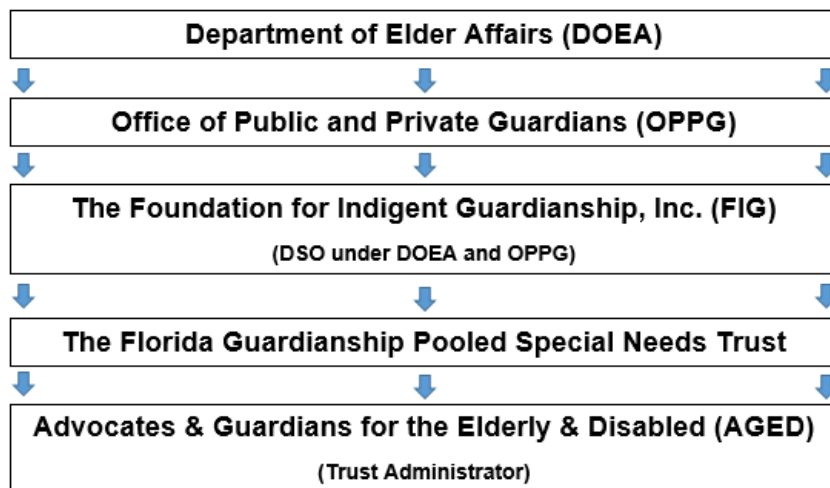 Department of Elder Affairs (DOEA)
Office of Public and Private Guardians (OPPG)
The Foundation for Indigent Guardianship, Inc. (FIG)
(DSO under DOEA and OPPG)
The Florida Guardianship Pooled Special Needs Trust
Advocates & Guardians for the Elderly & Disabled (AGED)
(Trust Administrator)